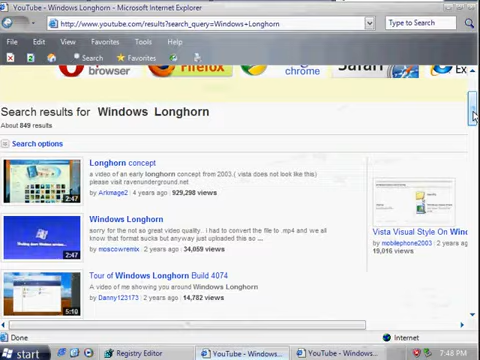 YouTube - Windows Longhorn - Microsoft Internet Explorer
http://www.youtube.com/results?search_query=Windows+Longhorn
Type to Search
File Edit View Favorites Tools Help
Search Favorites
browser Firefox chrome Safari Ex
Search results for Windows Longhorn
About 849 results
Search options
Longhorn concept
a video of an early longhorn concept from 2003.( vista does not look like this)
please visit ravenunderground.net
by Arkmage2 | 4 years ago | 929,298 views
2:47
Windows Longhorn
sorry for the not so great video quality. i had to convert the file to .mp4 and we all
know that format sucks but anyway just uploaded this so ...
by moscowremix | 2 years ago | 34,059 views
2:47
Tour of Windows Longhorn Build 4074
A video of me showing you around Windows Longhorn
by Danny123173 | 2 years ago | 14,782 views
5:10
Vista Visual Style On Wind
by mobilephone2003 | 2 years ago
19,016 views
Done
Internet
start
Registry Editor
YouTube - Windows...
YouTube - Windows...
7:48 PM